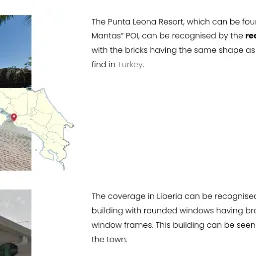 The Punta Leona Resort, which can be fou
Mantas" POI, can be recognised by the re
with the bricks having the same shape as
find in Turkey.
The coverage in Liberia can be recognised
building with rounded windows having bro
window frames. This building can be seen
the town.